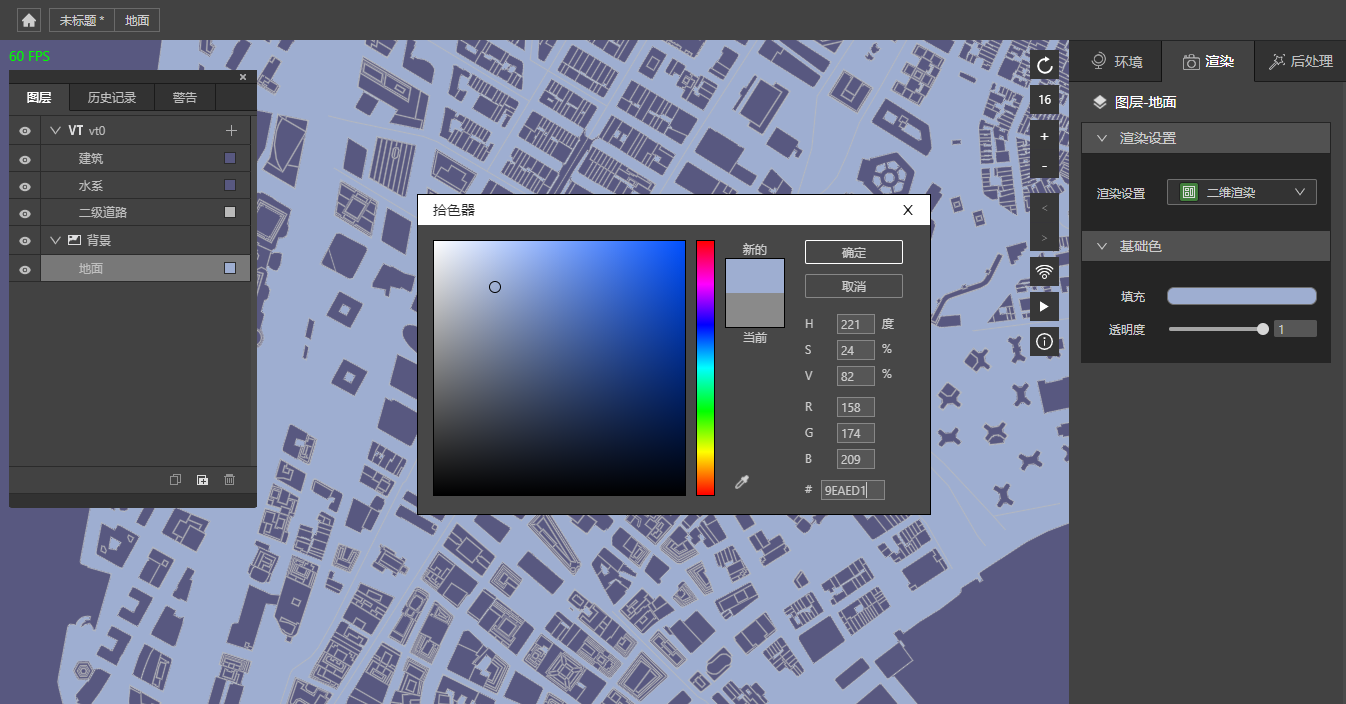 未标题 * 地面
60 FPS
图层 历史记录 警告
VT vt0
建筑
水系
二级道路
背景
地面
16
+
-
<
>
拾色器 X
新的
当前
确定
取消
H 221 度
S 24 %
V 82 %
R 158
G 174
B 209
# 9EAED1
环境 渲染 后处理
图层-地面
渲染设置
渲染设置 二维渲染
基础色
填充
透明度 1